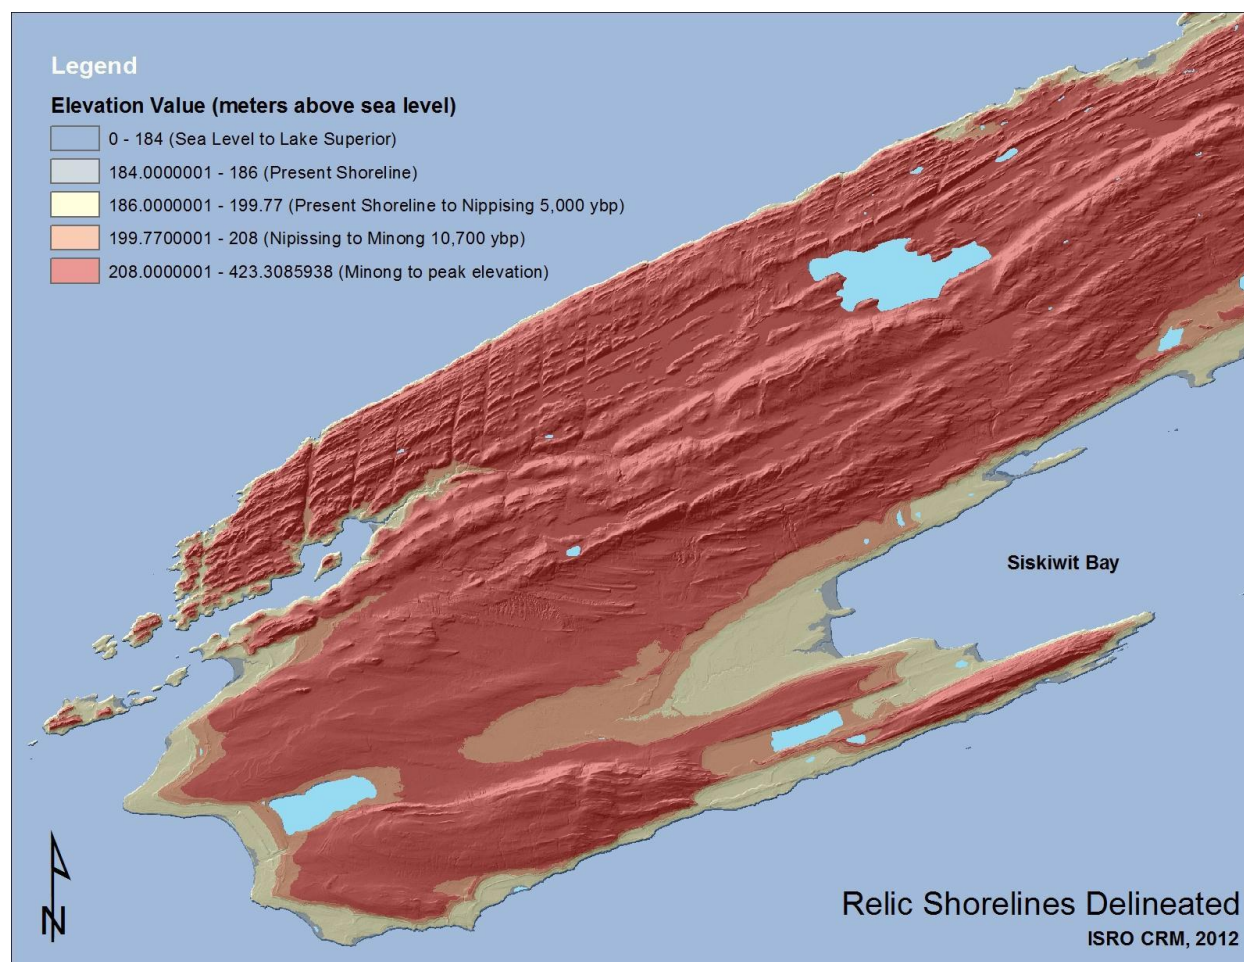 Legend
Elevation Value (meters above sea level)
0 - 184 (Sea Level to Lake Superior)
184.0000001 - 186 (Present Shoreline)
186.0000001 - 199.77 (Present Shoreline to Nippising 5,000 ybp)
199.7700001 - 208 (Nipissing to Minong 10,700 ybp)
208.0000001 - 423.3085938 (Minong to peak elevation)
Siskiwit Bay
N
Relic Shorelines Delineated
ISRO CRM, 2012